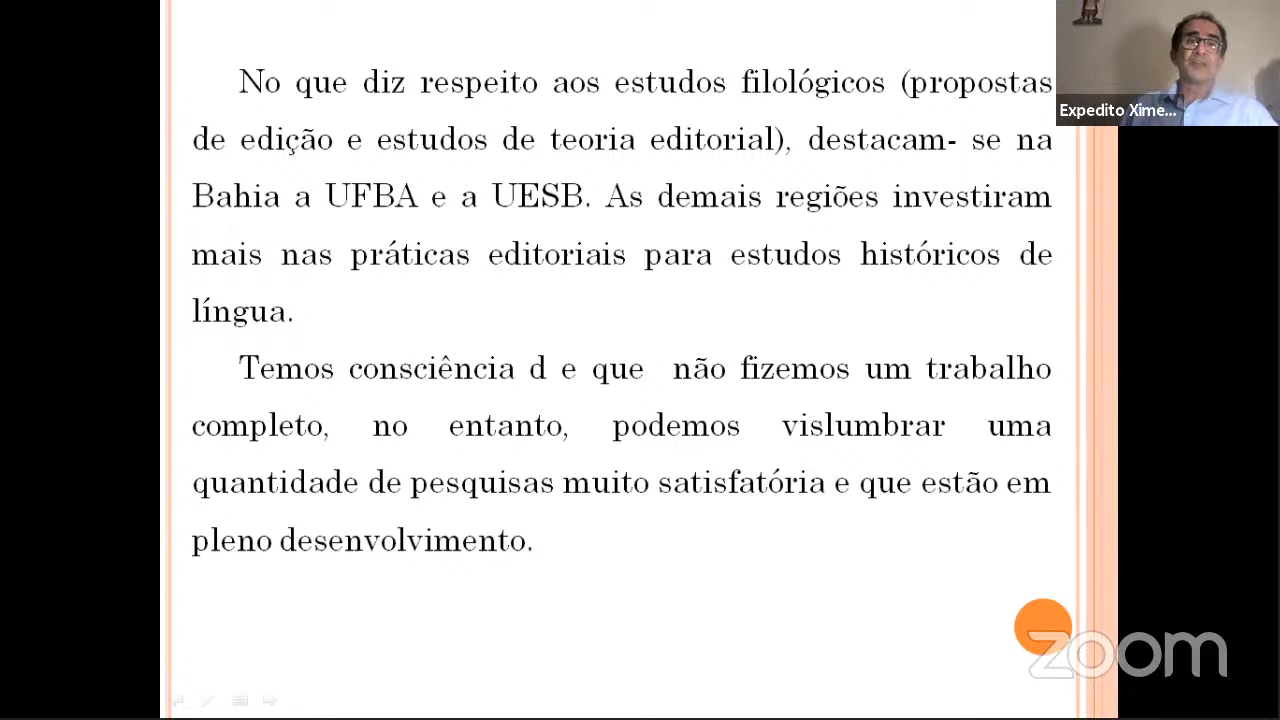 No que diz respeito aos estudos filológicos (propostas
de edição e estudos de teoria editorial), destacam- se na
Bahia a UFBA e a UESB. As demais regiões investiram
mais nas práticas editoriais para estudos históricos de
língua.
Temos consciência d e que não fizemos um trabalho
completo, no entanto, podemos vislumbrar uma
quantidade de pesquisas muito satisfatória e que estão em
pleno desenvolvimento.
Expedito Xime...
zoom